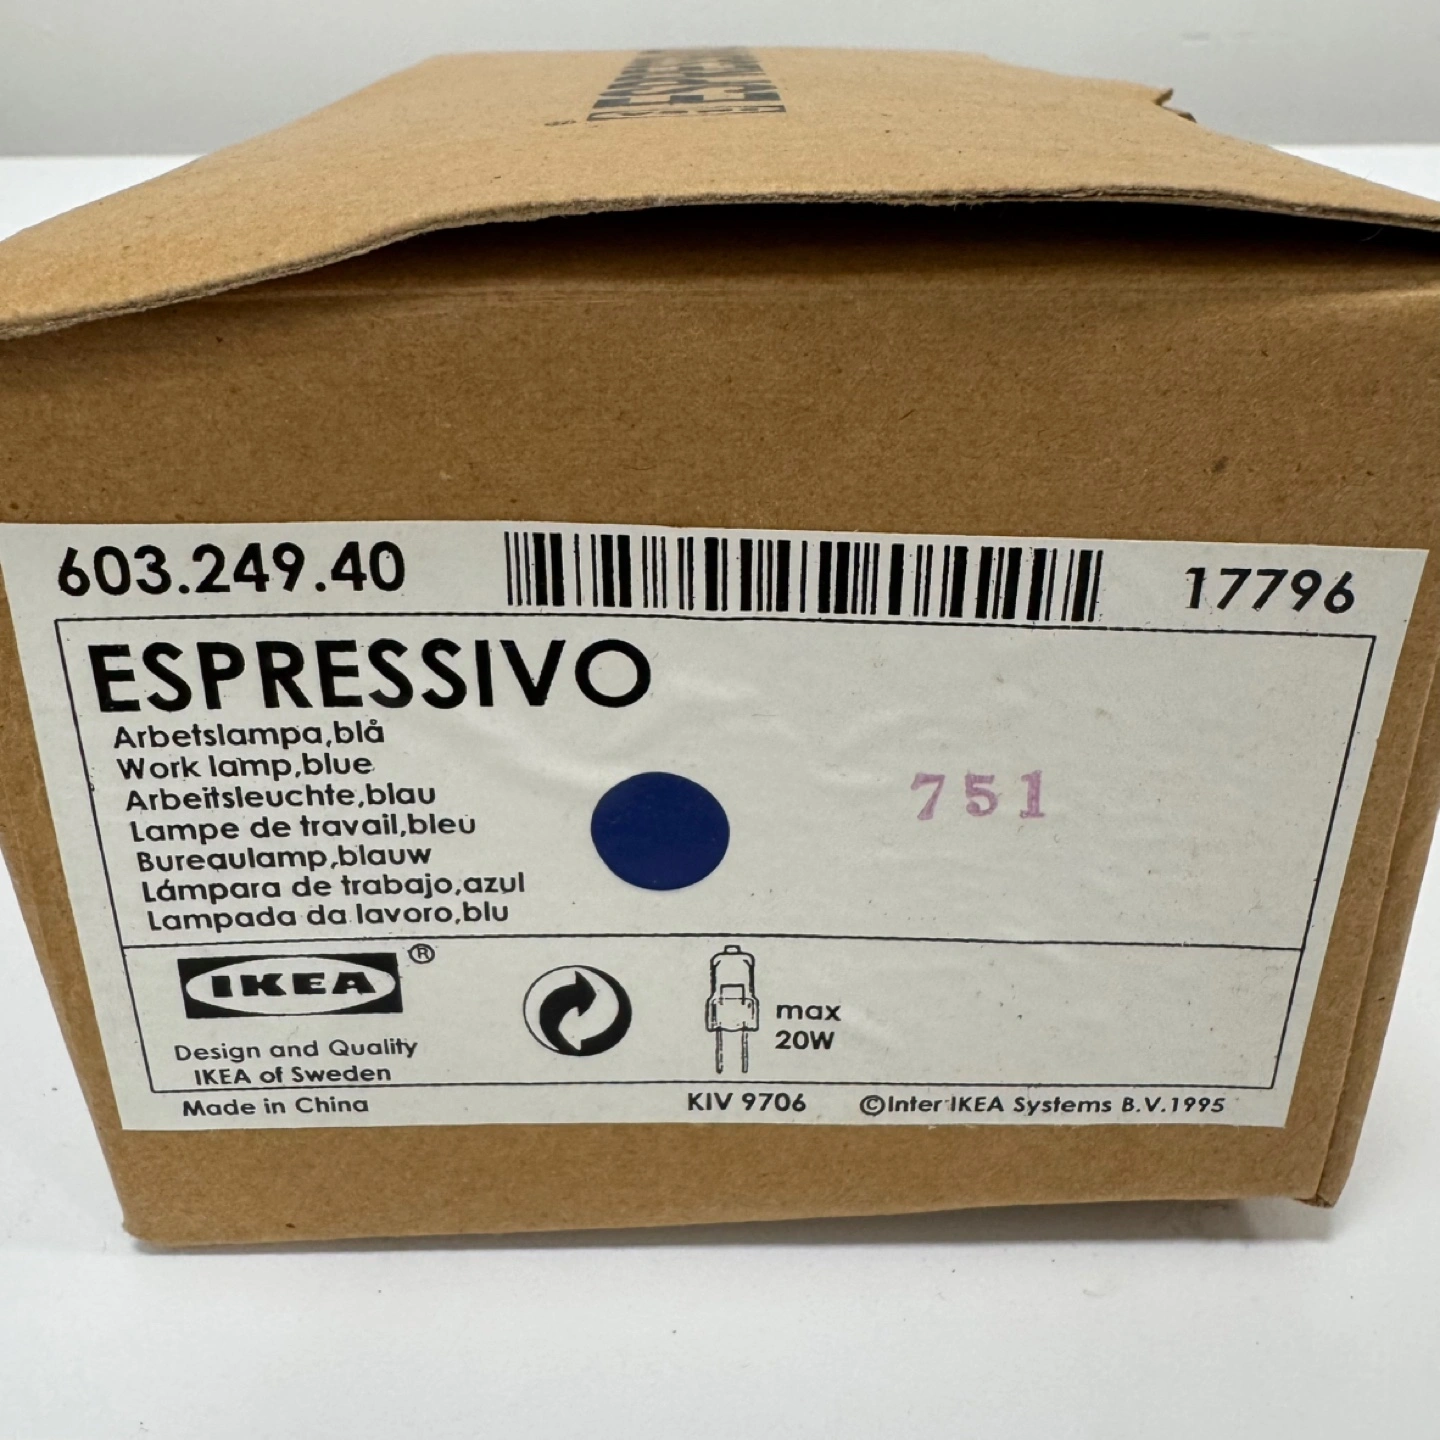 ESPRESSIVO
603.249.40
17796
ESPRESSIVO
Arbetslampa,blå
Work lamp,blue
Arbeitsleuchte,blau
Lampe de travail,bleu
Bureaulamp,blauw
Lámpara de trabajo,azul
Lampada da lavoro,blu
751
IKEA®
max
20W
Design and Quality
IKEA of Sweden
Made in China
KIV 9706
©Inter IKEA Systems B.V.1995